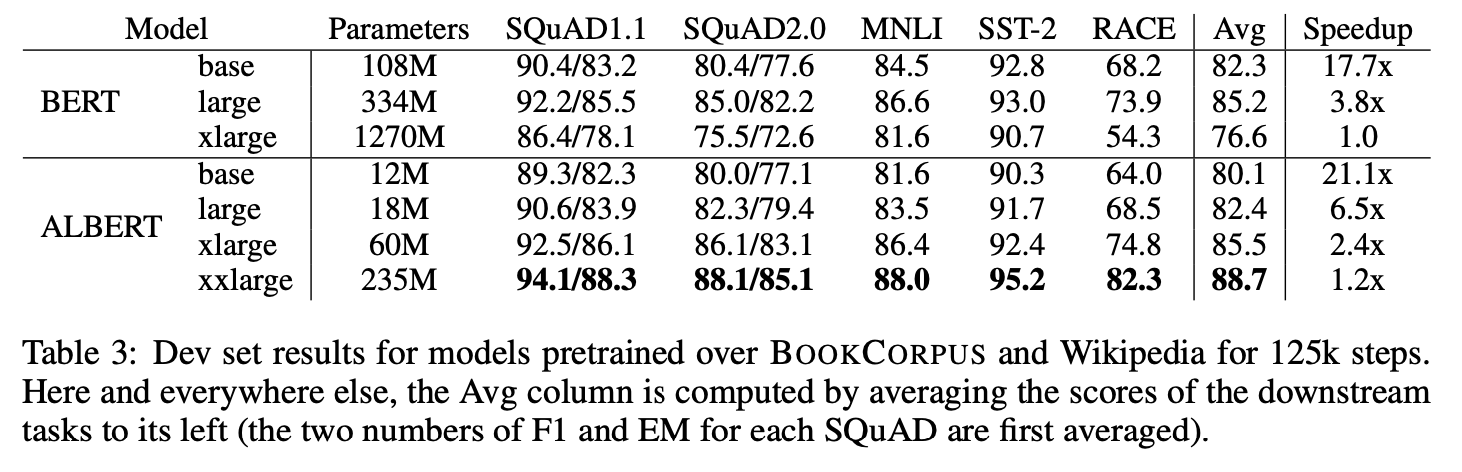 Model Parameters SQuAD1.1 SQuAD2.0 MNLI SST-2 RACE Avg Speedup
base 108M 90.4/83.2 80.4/77.6 84.5 92.8 68.2 82.3 17.7x
BERT large 334M 92.2/85.5 85.0/82.2 86.6 93.0 73.9 85.2 3.8x
xlarge 1270M 86.4/78.1 75.5/72.6 81.6 90.7 54.3 76.6 1.0
base 12M 89.3/82.3 80.0/77.1 81.6 90.3 64.0 80.1 21.1x
ALBERT large 18M 90.6/83.9 82.3/79.4 83.5 91.7 68.5 82.4 6.5x
xlarge 60M 92.5/86.1 86.1/83.1 86.4 92.4 74.8 85.5 2.4x
xxlarge 235M 94.1/88.3 88.1/85.1 88.0 95.2 82.3 88.7 1.2x
Table 3: Dev set results for models pretrained over BOOKCORPUS and Wikipedia for 125k steps.
Here and everywhere else, the Avg column is computed by averaging the scores of the downstream
tasks to its left (the two numbers of F1 and EM for each SQuAD are first averaged).